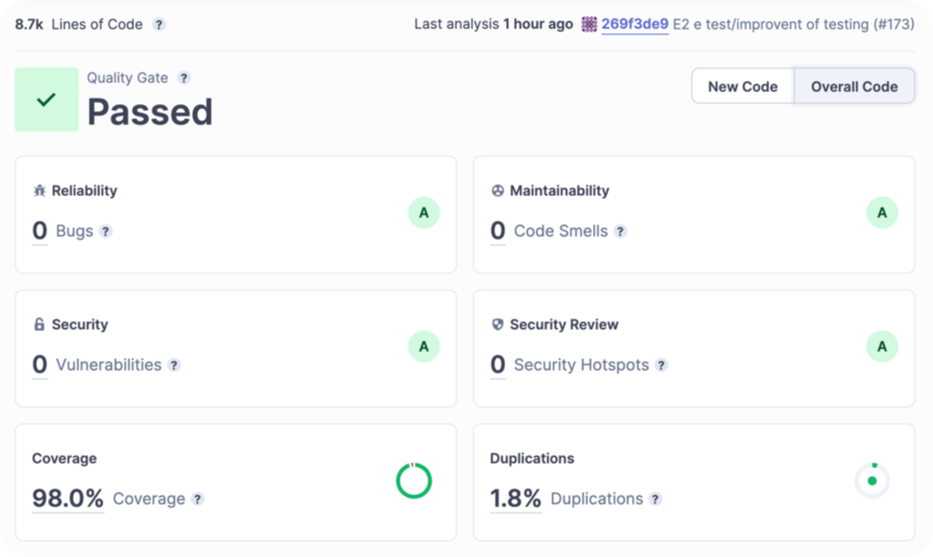 8.7k Lines of Code ? Last analysis 1 hour ago 269f3de9 E2 e test/improvent of testing (#173)
Quality Gate ?
Passed
New Code Overall Code
Reliability
0 Bugs ?
A
Maintainability
0 Code Smells ?
A
Security
0 Vulnerabilities ?
A
Security Review
0 Security Hotspots ?
A
Coverage
98.0% Coverage ?
Duplications
1.8% Duplications ?